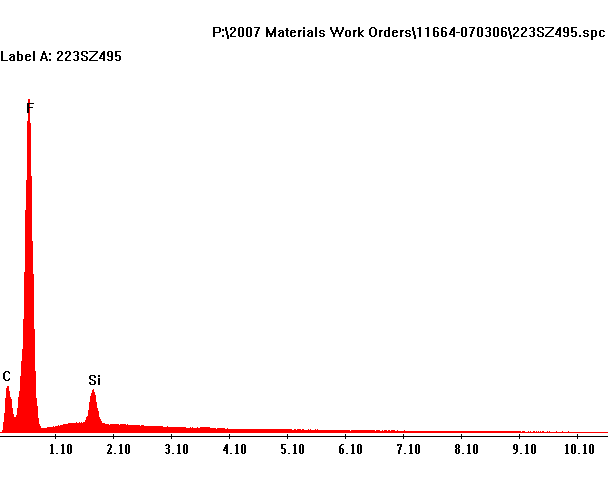 P:\2007 Materials Work Orders\11664-070306\223SZ495.spc
Label A: 223SZ495
F
C
Si
1.10 2.10 3.10 4.10 5.10 6.10 7.10 8.10 9.10 10.10